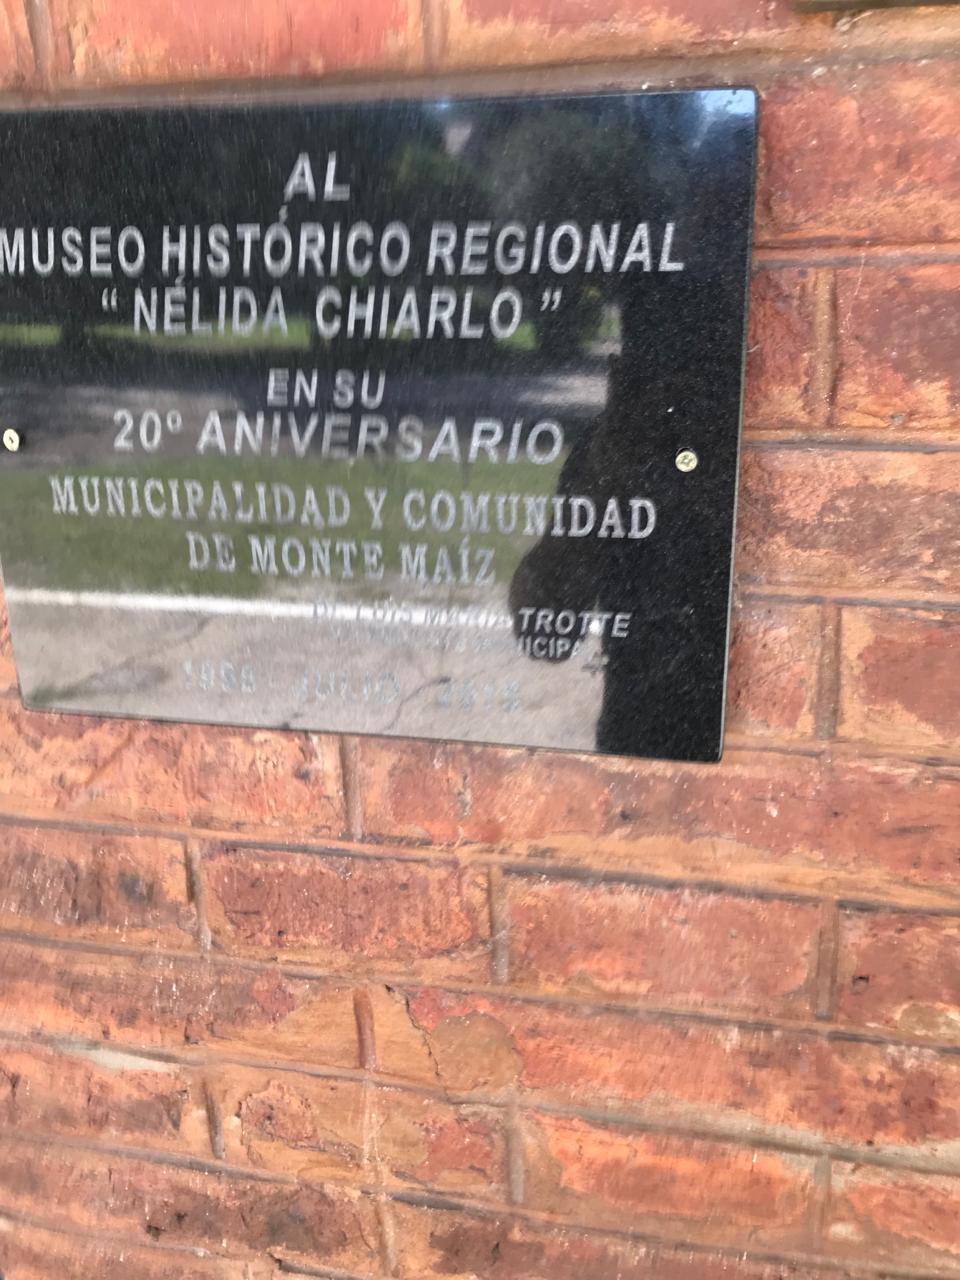 AL
MUSEO HISTÓRICO REGIONAL
“ NÉLIDA CHIARLO ”
EN SU
20º ANIVERSARIO
MUNICIPALIDAD Y COMUNIDAD
DE MONTE MAÍZ
TROTTE
JULIO